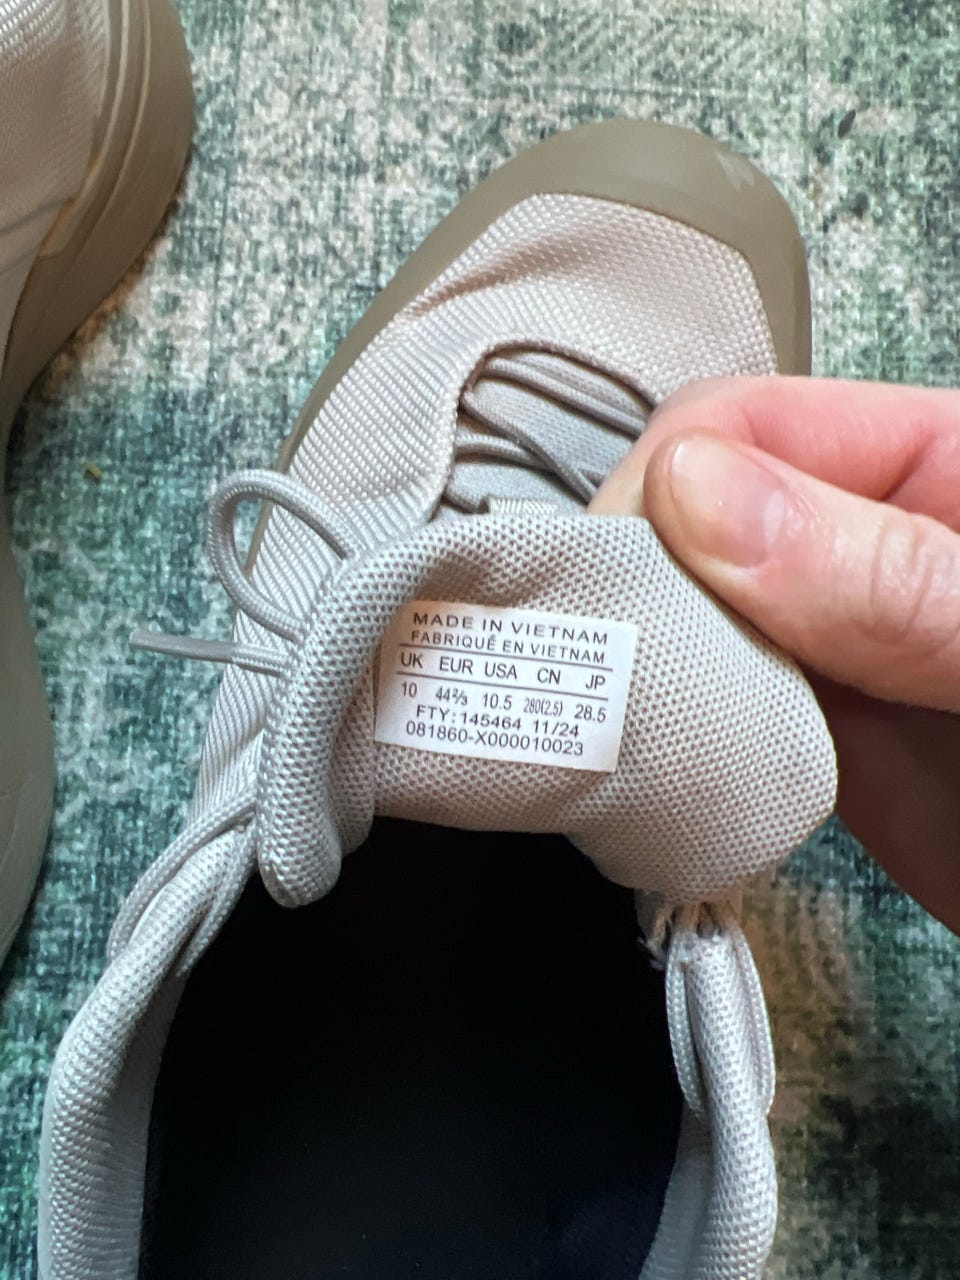 MADE IN VIETNAM
FABRIQUÊ EN VIETNAM
UK EUR USA CN JP
10 44⅔ 10.5 280(2.5) 28.5
FTY: 145464 11/24
081860-X000010023